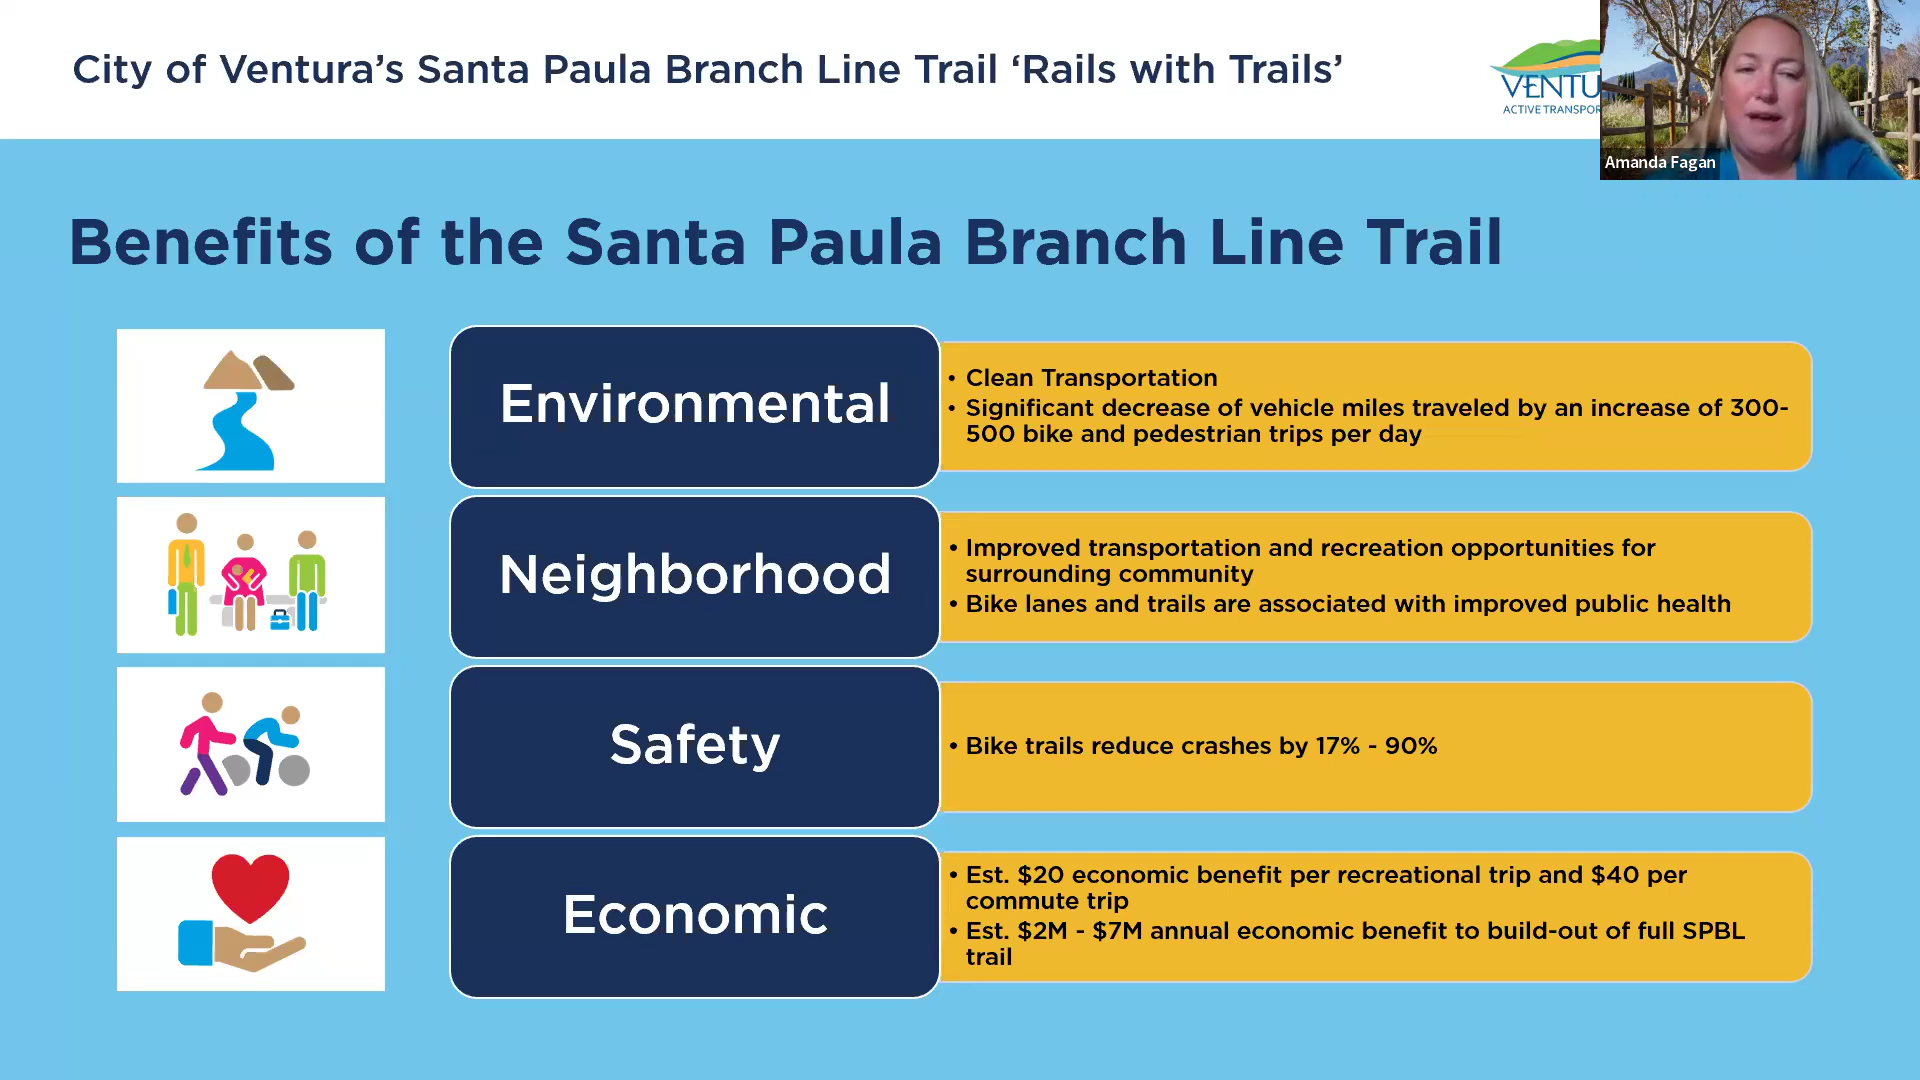 City of Ventura’s Santa Paula Branch Line Trail ‘Rails with Trails’
Amanda Fagan
Benefits of the Santa Paula Branch Line Trail
Environmental
• Clean Transportation
• Significant decrease of vehicle miles traveled by an increase of 300-
500 bike and pedestrian trips per day
Neighborhood
• Improved transportation and recreation opportunities for
surrounding community
• Bike lanes and trails are associated with improved public health
Safety
• Bike trails reduce crashes by 17% - 90%
Economic
• Est. $20 economic benefit per recreational trip and $40 per
commute trip
• Est. $2M - $7M annual economic benefit to build-out of full SPBL
trail
ACTIVE